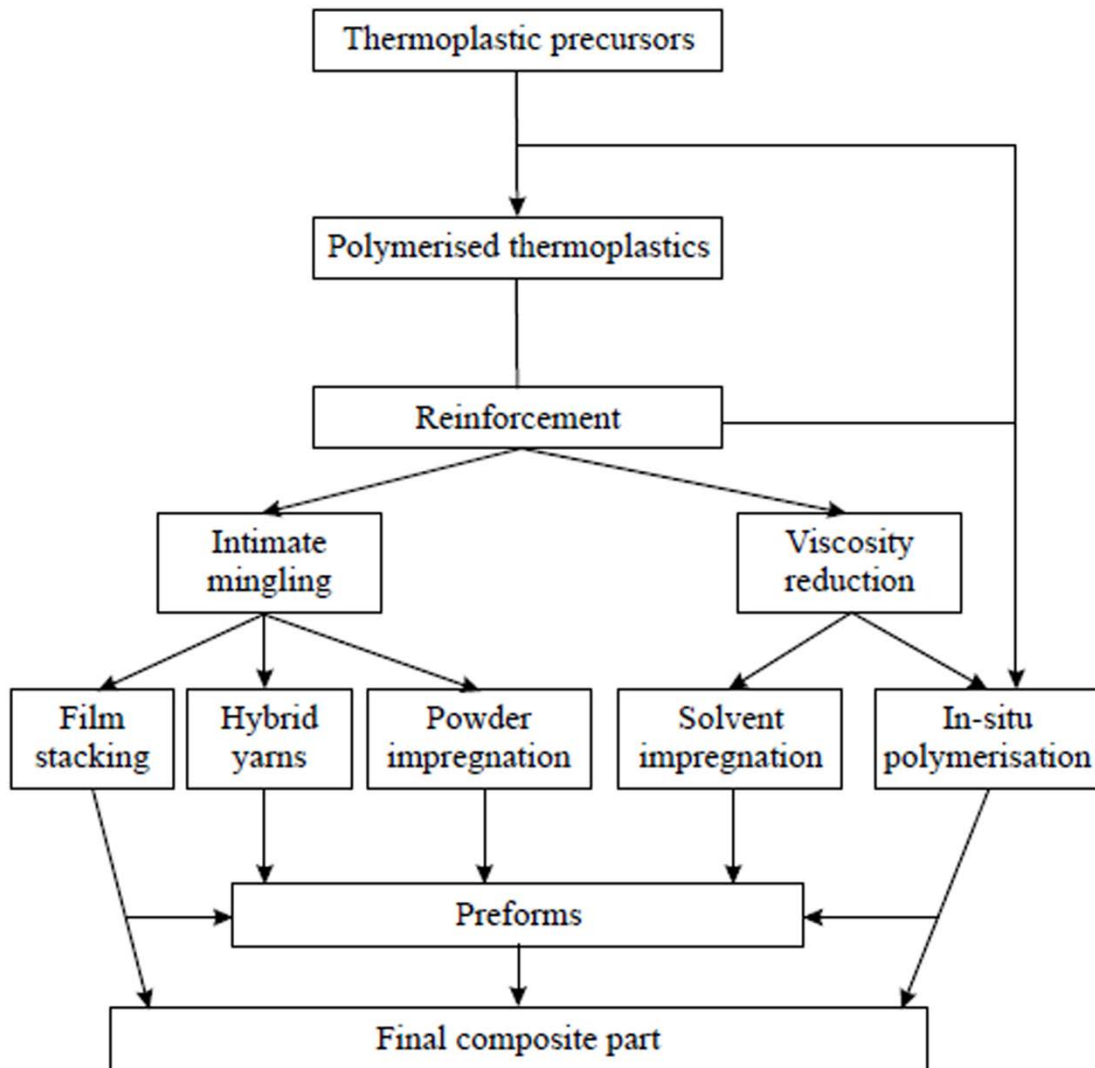 Thermoplastic precursors
Polymerised thermoplastics
Reinforcement
Intimate
mingling
Viscosity
reduction
Film
stacking
Hybrid
yarns
Powder
impregnation
Solvent
impregnation
In-situ
polymerisation
Preforms
Final composite part